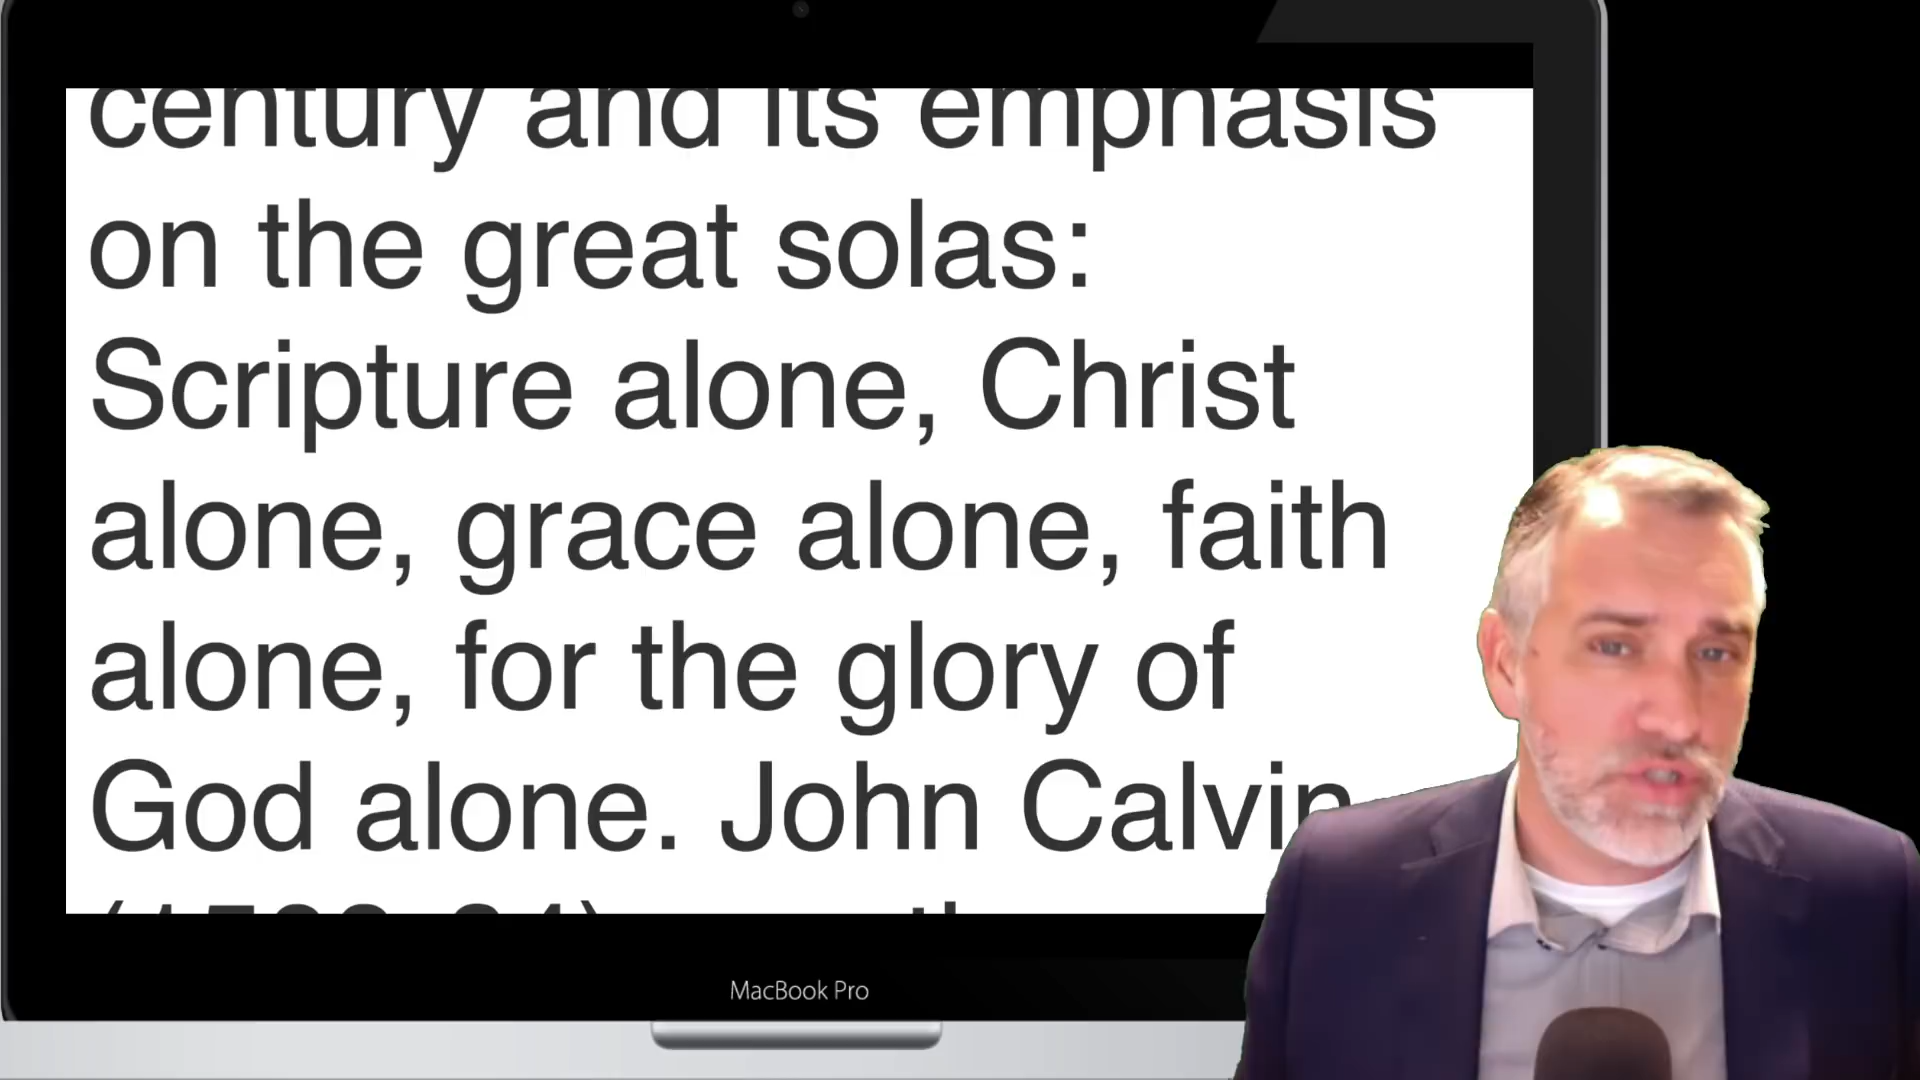 century and its emphasis
on the great solas:
Scripture alone, Christ
alone, grace alone, faith
alone, for the glory of
God alone. John Calvin
MacBook Pro